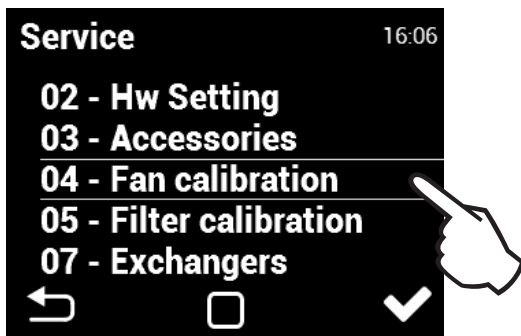 Service 16:06
02 - Hw Setting
03 - Accessories
04 - Fan calibration
05 - Filter calibration
07 - Exchangers